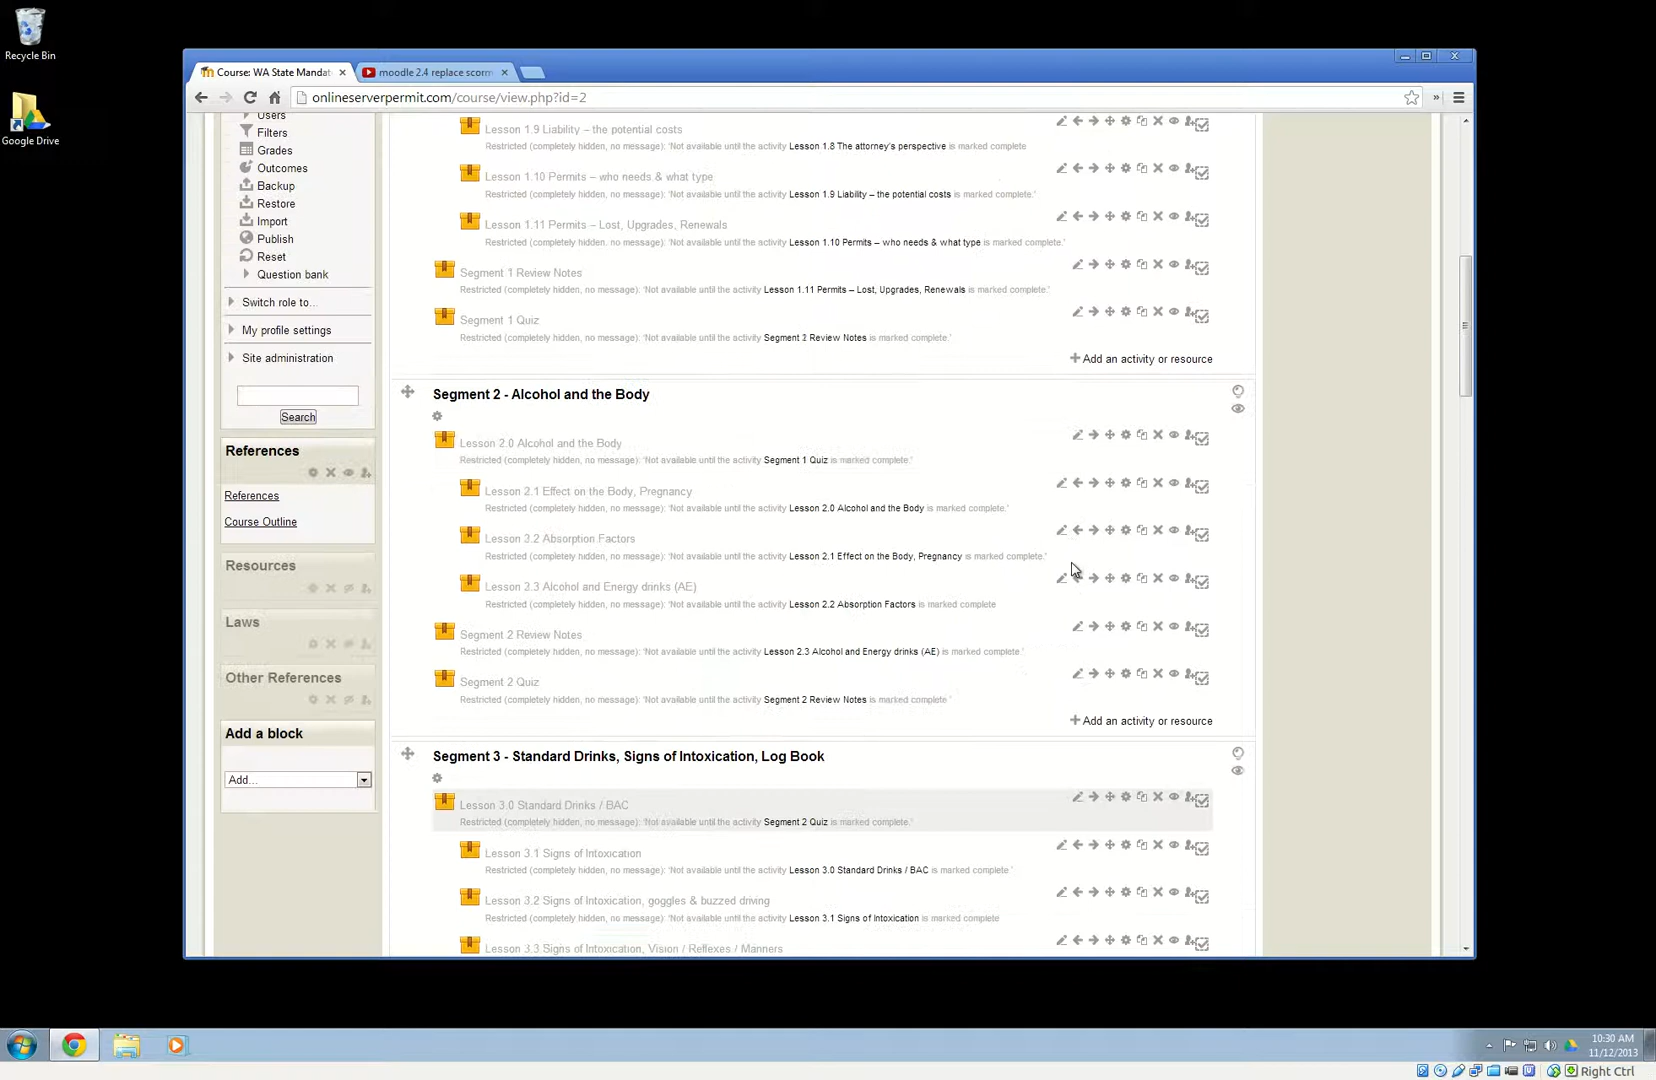 Recycle Bin
Google Drive
Course: WA State Mandat
moodle 2.4 replace scorm
onlineserverpermit.com/course/view.php?id=2
Users
Filters
Grades
Outcomes
Backup
Restore
Import
Publish
Reset
Question bank
Switch role to...
My profile settings
Site administration
Search
References
References
Course Outline
Resources
Laws
Other References
Add a block
Add...
Lesson 1.9 Liability – the potential costs
Restricted (completely hidden, no message): 'Not available until the activity Lesson 1.8 The attorney's perspective is marked complete
Lesson 1.10 Permits – who needs & what type
Restricted (completely hidden, no message): 'Not available until the activity Lesson 1.9 Liability – the potential costs is marked complete.'
Lesson 1.11 Permits – Lost, Upgrades, Renewals
Restricted (completely hidden, no message): 'Not available until the activity Lesson 1.10 Permits – who needs & what type is marked complete.'
Segment 1 Review Notes
Restricted (completely hidden, no message): 'Not available until the activity Lesson 1.11 Permits – Lost, Upgrades, Renewals is marked complete.'
Segment 1 Quiz
Restricted (completely hidden, no message): 'Not available until the activity Segment 1 Review Notes is marked complete.'
Add an activity or resource
Segment 2 - Alcohol and the Body
Lesson 2.0 Alcohol and the Body
Restricted (completely hidden, no message): 'Not available until the activity Segment 1 Quiz is marked complete.'
Lesson 2.1 Effect on the Body, Pregnancy
Restricted (completely hidden, no message): 'Not available until the activity Lesson 2.0 Alcohol and the Body is marked complete.'
Lesson 2.2 Absorption Factors
Restricted (completely hidden, no message): 'Not available until the activity Lesson 2.1 Effect on the Body, Pregnancy is marked complete.'
Lesson 2.3 Alcohol and Energy drinks (AE)
Restricted (completely hidden, no message): 'Not available until the activity Lesson 2.2 Absorption Factors is marked complete
Segment 2 Review Notes
Restricted (completely hidden, no message): 'Not available until the activity Lesson 2.3 Alcohol and Energy drinks (AE) is marked complete.'
Segment 2 Quiz
Restricted (completely hidden, no message): 'Not available until the activity Segment 2 Review Notes is marked complete.'
Add an activity or resource
Segment 3 - Standard Drinks, Signs of Intoxication, Log Book
Lesson 3.0 Standard Drinks / BAC
Restricted (completely hidden, no message): 'Not available until the activity Segment 2 Quiz is marked complete.'
Lesson 3.1 Signs of Intoxication
Restricted (completely hidden, no message): 'Not available until the activity Lesson 3.0 Standard Drinks / BAC is marked complete.'
Lesson 3.2 Signs of Intoxication, goggles & buzzed driving
Restricted (completely hidden, no message): 'Not available until the activity Lesson 3.1 Signs of Intoxication is marked complete
Lesson 3.3 Signs of Intoxication, Vision / Reflexes / Manners
10:30 AM
11/12/2013
Right Ctrl